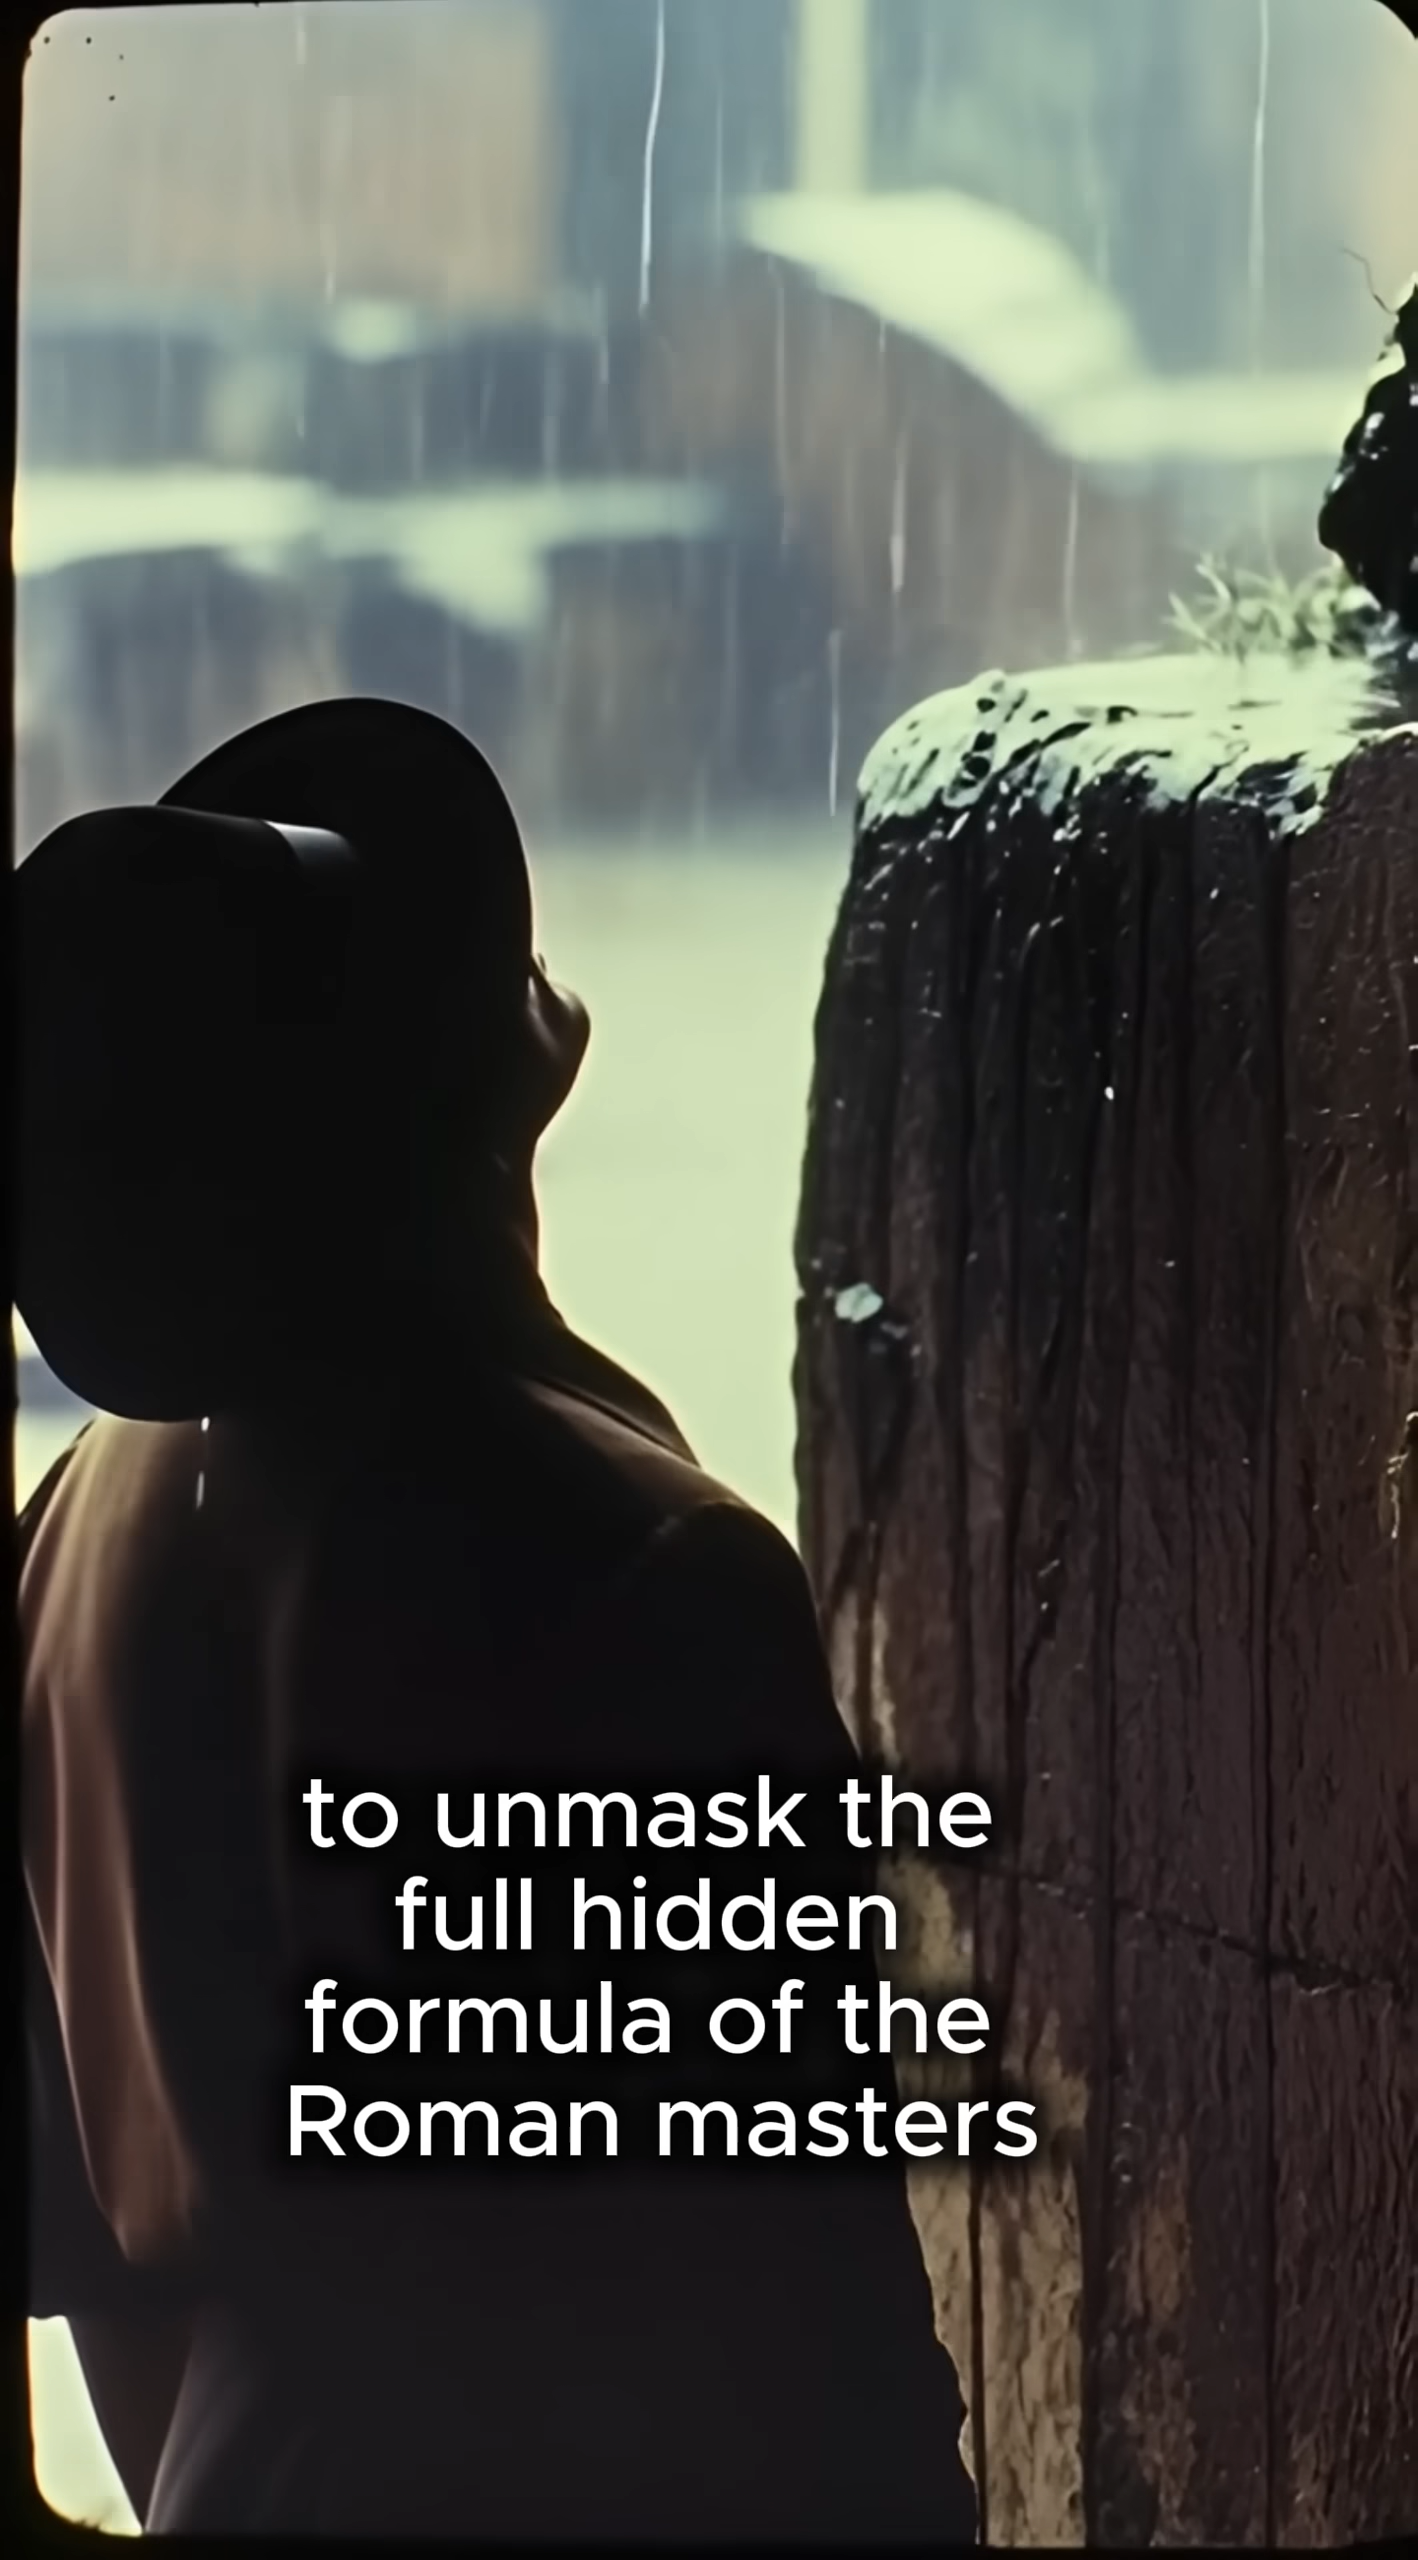 to unmask the
full hidden
formula of the
Roman masters